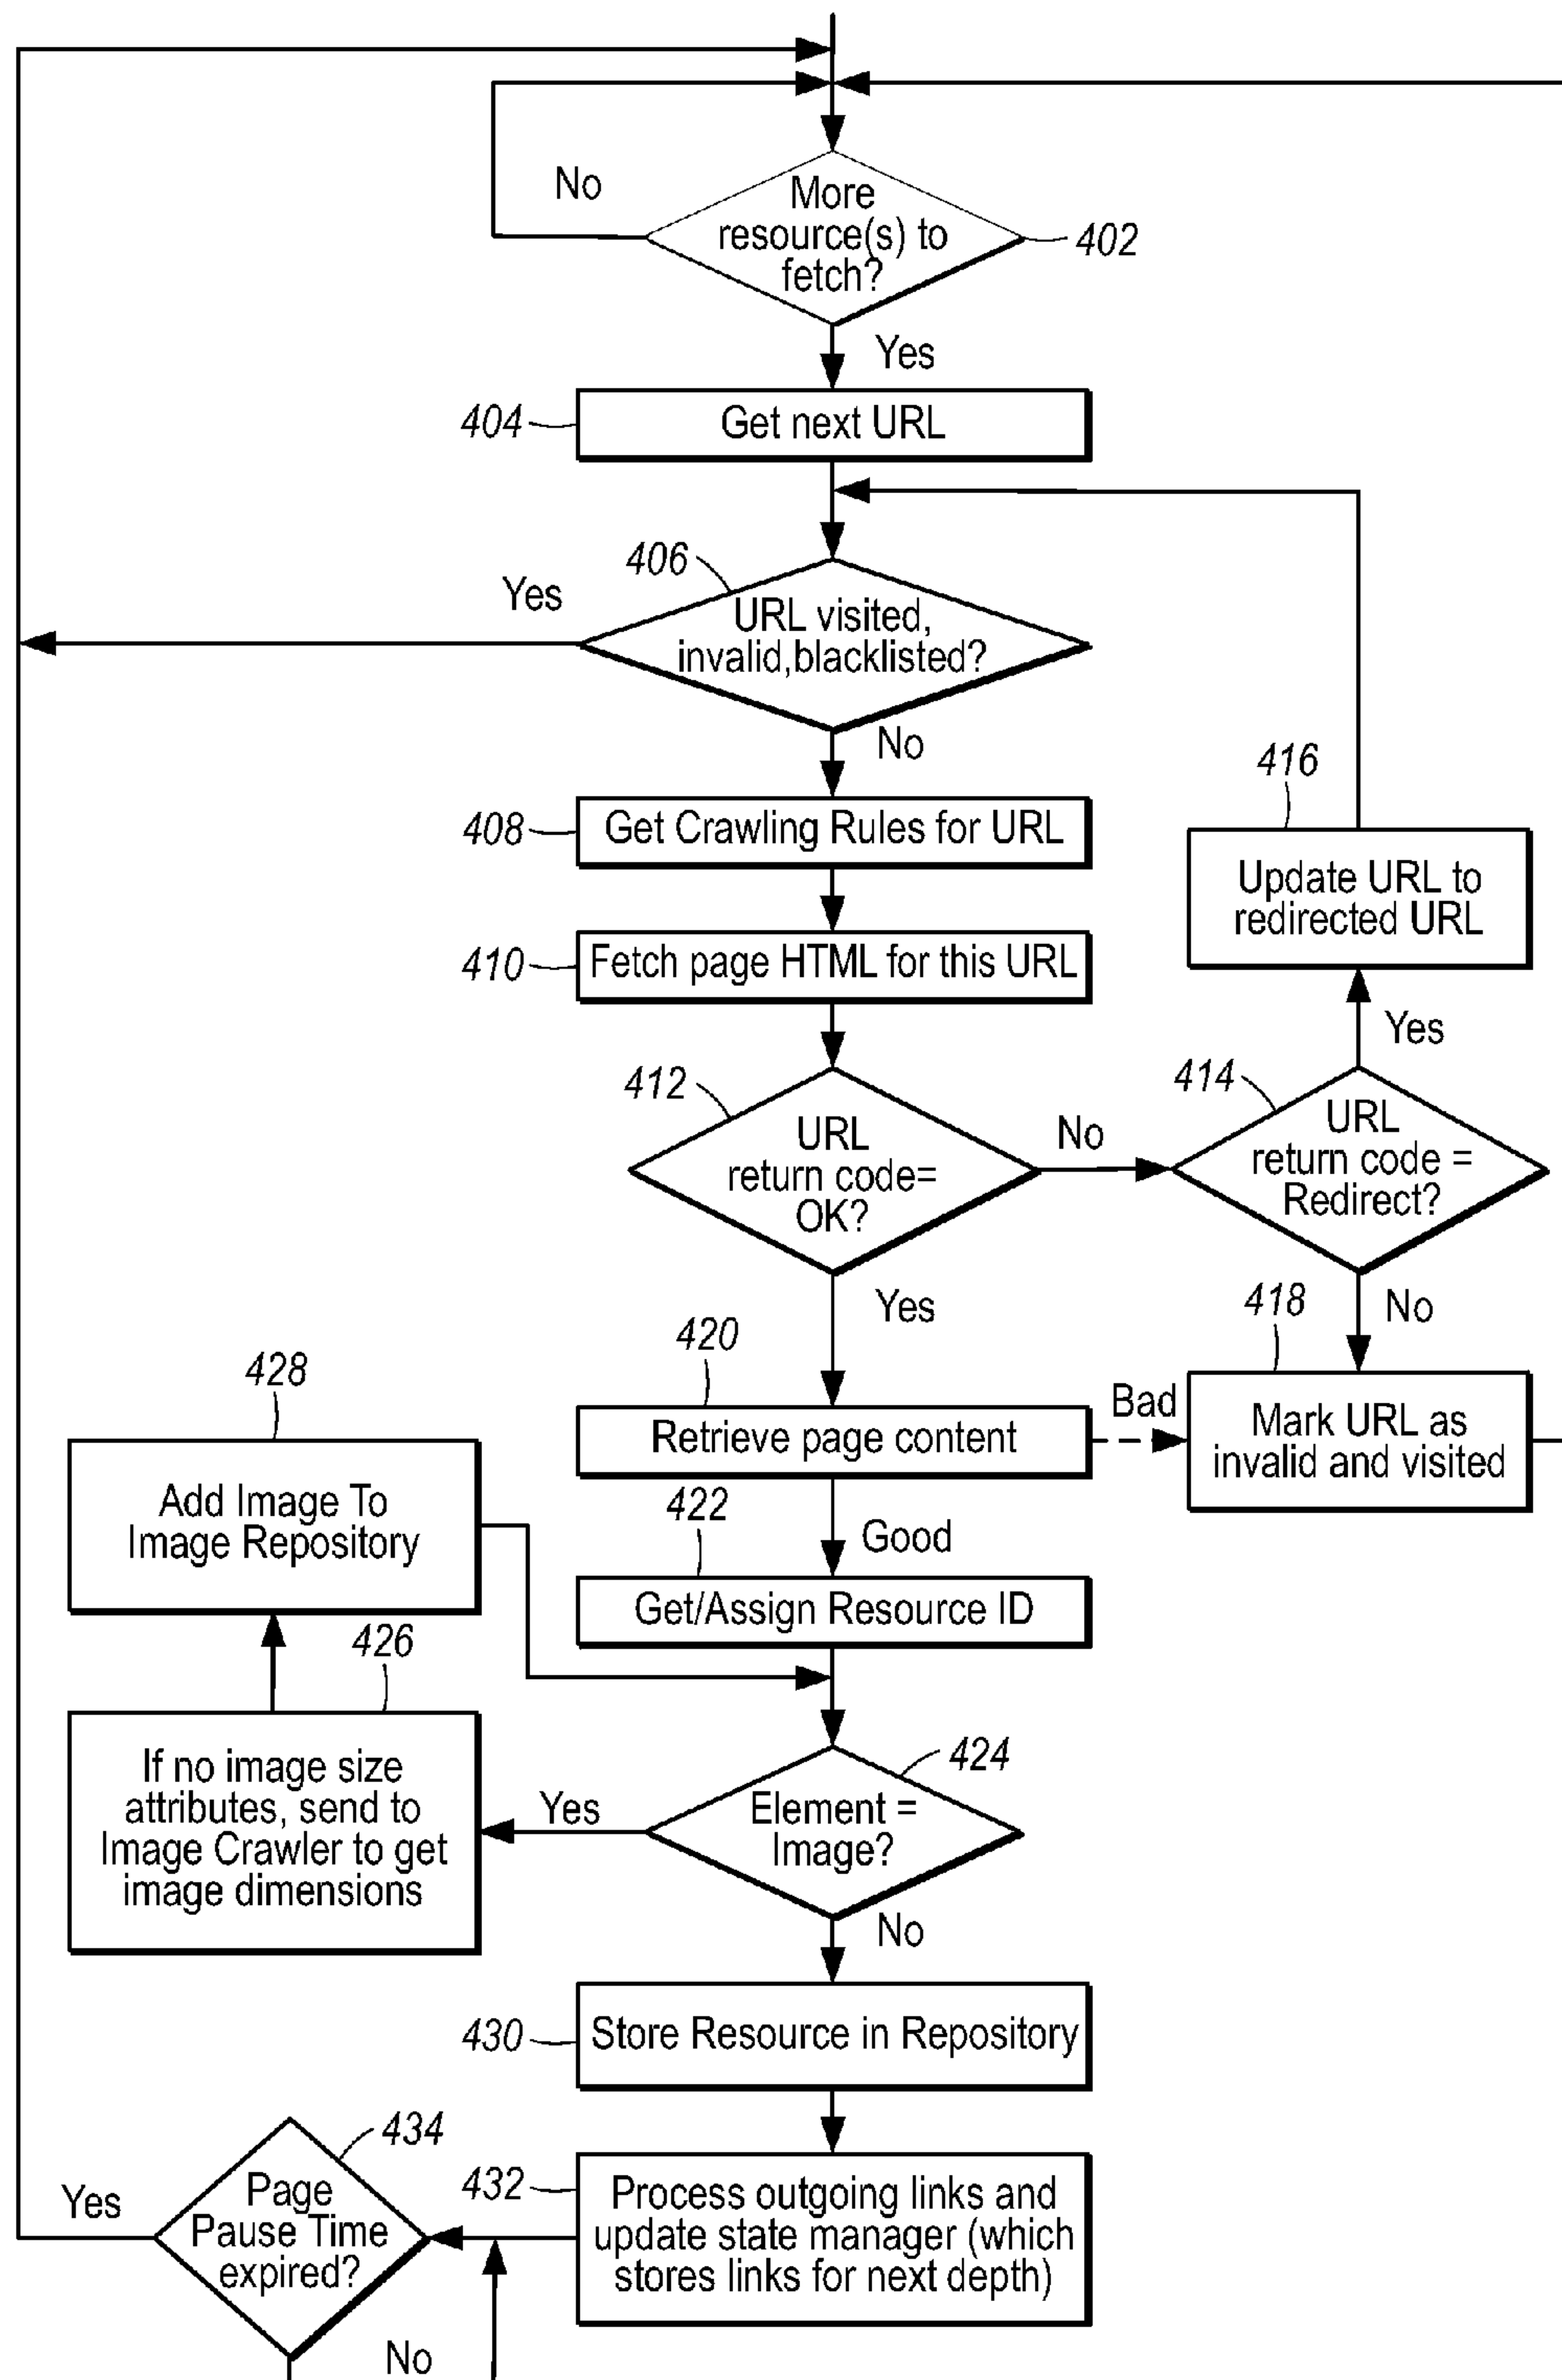 No
More
resource(s) to
fetch?
402
Yes
404
Get next URL
406
Yes
URL visited,
invalid,blacklisted?
No
408
Get Crawling Rules for URL
416
Update URL to
redirected URL
410
Fetch page HTML for this URL
Yes
412
URL
return code=
OK?
No
414
URL
return code =
Redirect?
Yes
418
No
420
Retrieve page content
Bad
Mark URL as
invalid and visited
428
Add Image To
Image Repository
422
Good
Get/Assign Resource ID
426
If no image size
attributes, send to
Image Crawler to get
image dimensions
Yes
424
Element =
Image?
No
430
Store Resource in Repository
434
Yes
Page
Pause Time
expired?
432
Process outgoing links and
update state manager (which
stores links for next depth)
No